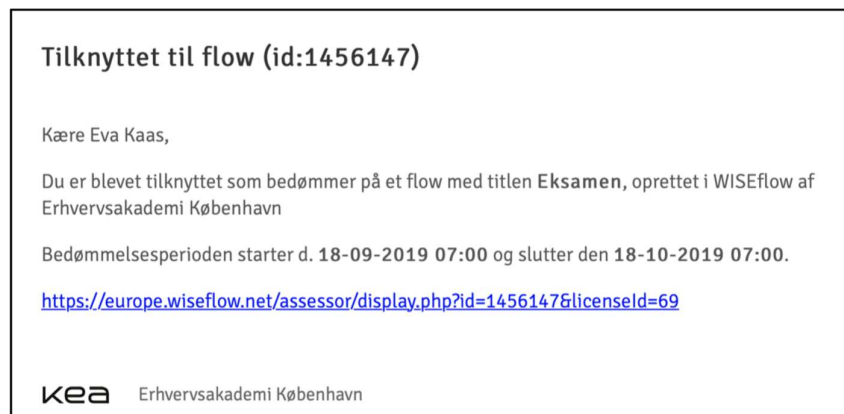 Tilknyttet til flow (id:1456147)
Kære Eva Kaas,
Du er blevet tilknyttet som bedømmer på et flow med titlen Eksamen, oprettet i WISEflow af
Erhvervsakademi København
Bedømmelsesperioden starter d. 18-09-2019 07:00 og slutter den 18-10-2019 07:00.
https://europe.wiseflow.net/assessor/display.php?id=1456147&licenseId=69
kea Erhvervsakademi København